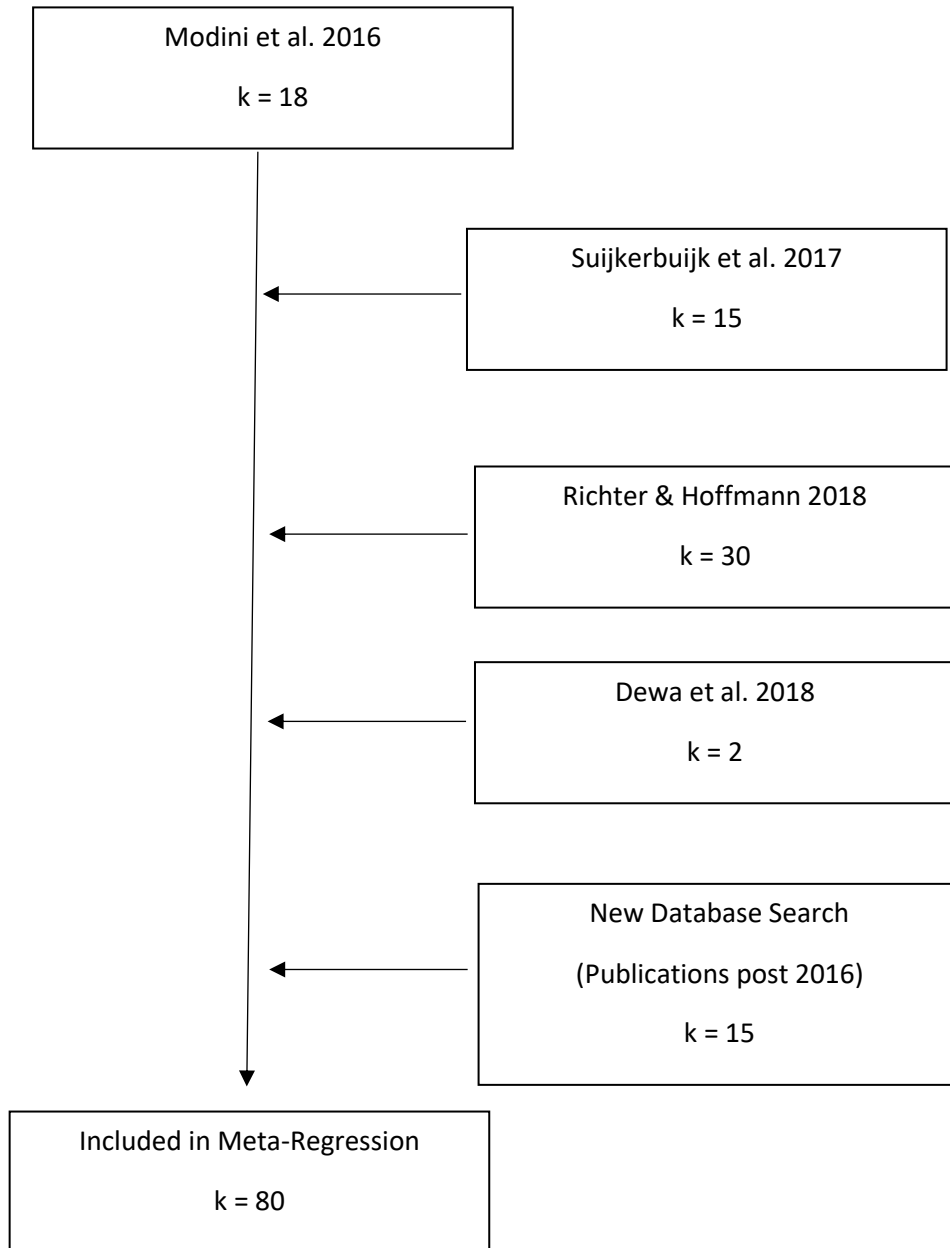 Modini et al. 2016
k = 18
Suijkerbuijk et al. 2017
k = 15
Richter & Hoffmann 2018
k = 30
Dewa et al. 2018
k = 2
New Database Search
(Publications post 2016)
k = 15
Included in Meta-Regression
k = 80